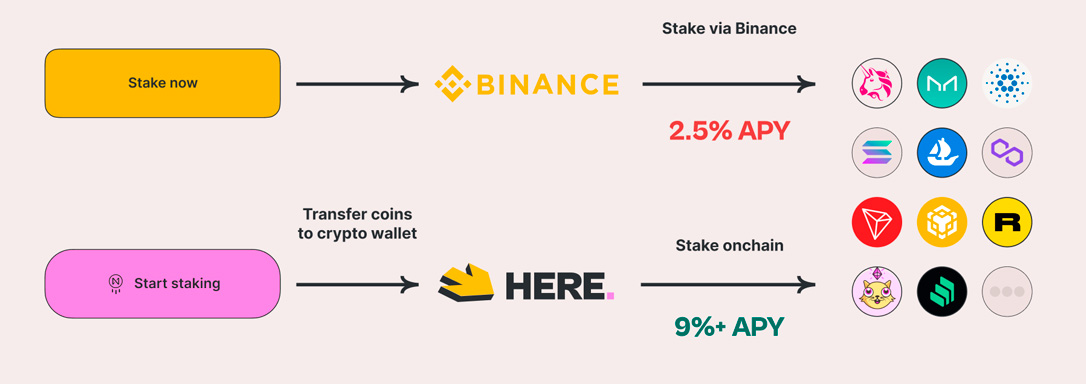 Stake via Binance
Stake now
BINANCE
2.5% APY
Transfer coins
to crypto wallet
Stake onchain
N
Start staking
HERE.
9%+ APY
R